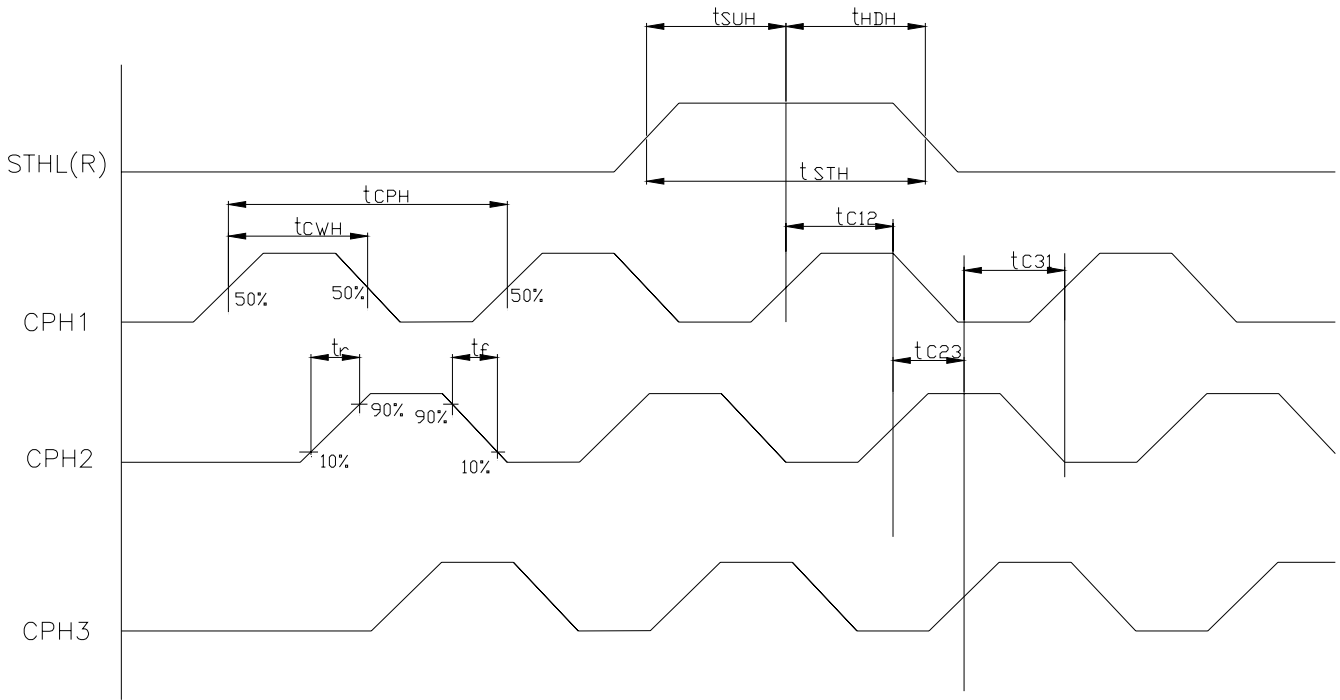 tSUH tHDH
STHL(R)
tSTH
tCPH
tCWH tC12
tC31
50% 50% 50%
CPH1
tr tf tC23
90% 90%
10% 10%
CPH2
CPH3